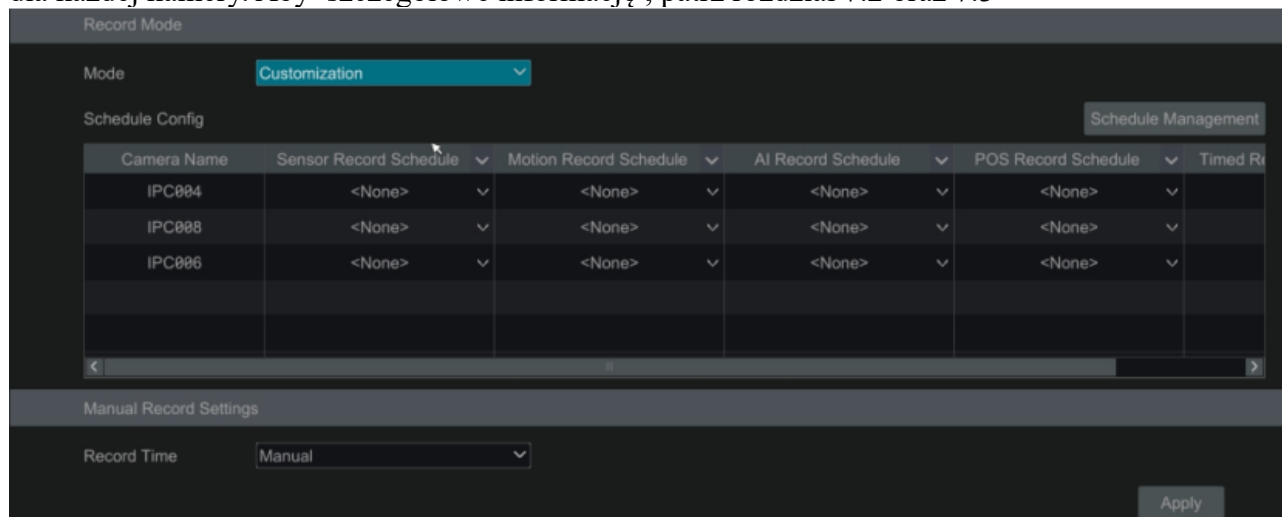 Record Mode
Mode Customization
Schedule Config Schedule Management
Camera Name Sensor Record Schedule Motion Record Schedule AI Record Schedule POS Record Schedule Timed Re
IPC004 <None> <None> <None> <None>
IPC008 <None> <None> <None> <None>
IPC006 <None> <None> <None> <None>
Manual Record Settings
Record Time Manual
Apply